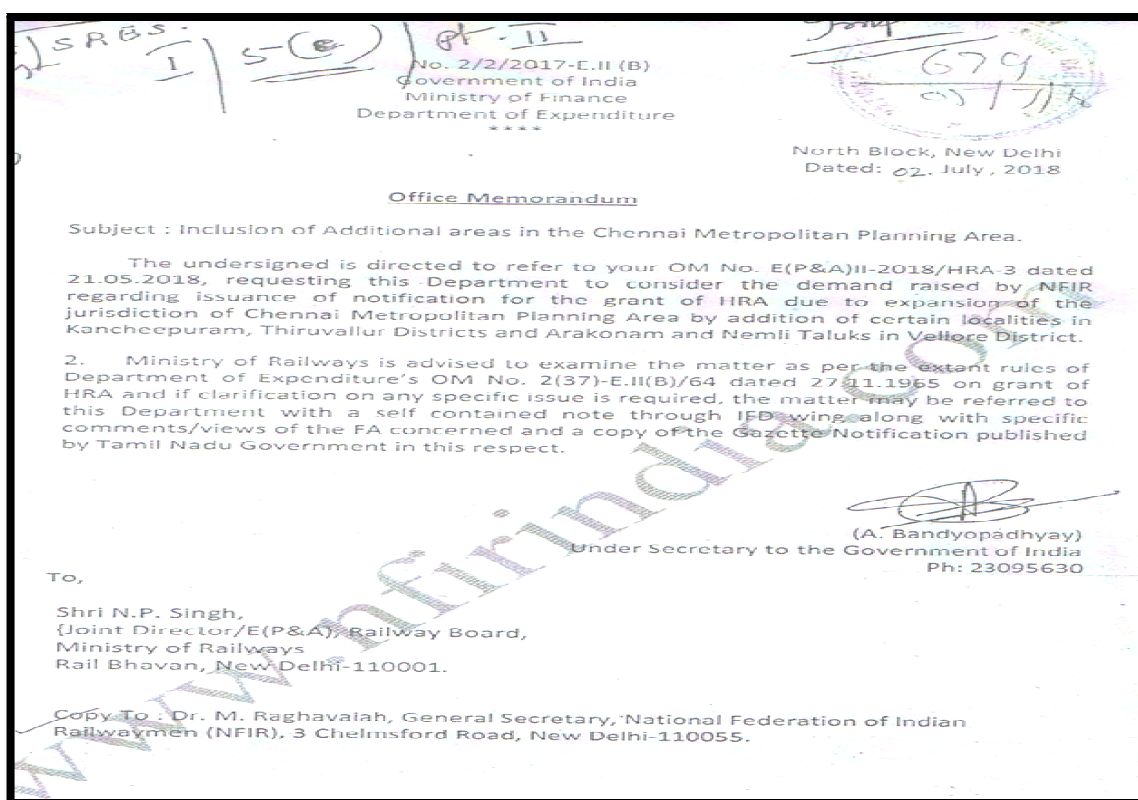 SRBS.
I
5-(e)
pt-II
679
No. 2/2/2017-E.II (B)
Government of India
Ministry of Finance
Department of Expenditure
****
North Block, New Delhi
Dated: 02. July, 2018
Office Memorandum
Subject : Inclusion of Additional areas in the Chennai Metropolitan Planning Area.
The undersigned is directed to refer to your OM No. E(P&A)II-2018/HRA-3 dated
21.05.2018, requesting this Department to consider the demand raised by NFIR
regarding issuance of notification for the grant of HRA due to expansion of the
jurisdiction of Chennai Metropolitan Planning Area by addition of certain localities in
Kancheepuram, Thiruvallur Districts and Arakonam and Nemli Taluks in Vellore District.
2. Ministry of Railways is advised to examine the matter as per the extant rules of
Department of Expenditure's OM No. 2(37)-E.II(B)/64 dated 27.11.1965 on grant of
HRA and if clarification on any specific issue is required, the matter may be referred to
this Department with a self contained note through IFD wing along with specific
comments/views of the FA concerned and a copy of the Gazette Notification published
by Tamil Nadu Government in this respect.
(A. Bandyopadhyay)
Under Secretary to the Government of India
Ph: 23095630
To,
Shri N.P. Singh,
{Joint Director/E(P&A), Railway Board,
Ministry of Railways
Rail Bhavan, New Delhi-110001.
Copy To : Dr. M. Raghavaiah, General Secretary, National Federation of Indian
Railwaymen (NFIR), 3 Chelmsford Road, New Delhi-110055.
www.nfirindia.org